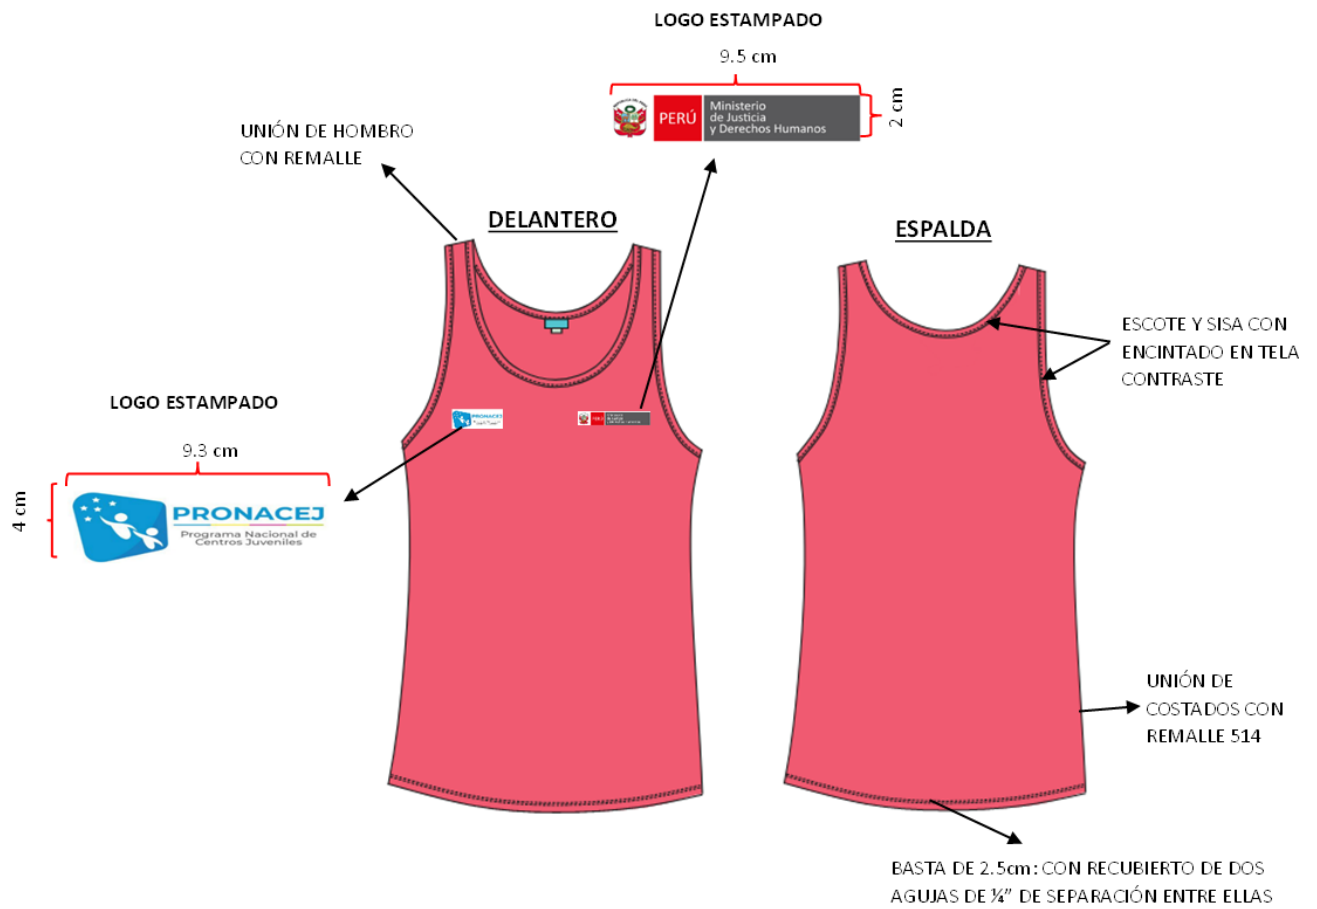 LOGO ESTAMPADO
9.5 cm
2 cm
PERÚ
Ministerio
de Justicia
y Derechos Humanos
UNIÓN DE HOMBRO
CON REMALLE
DELANTERO
ESPALDA
ESCOTE Y SISA CON
ENCINTADO EN TELA
CONTRASTE
LOGO ESTAMPADO
9.3 cm
4 cm
PRONACEJ
Programa Nacional de
Centros Juveniles
PRONACEJ
PERÚ
UNIÓN DE
COSTADOS CON
REMALLE 514
BASTA DE 2.5cm: CON RECUBIERTO DE DOS
AGUJAS DE ¼" DE SEPARACIÓN ENTRE ELLAS